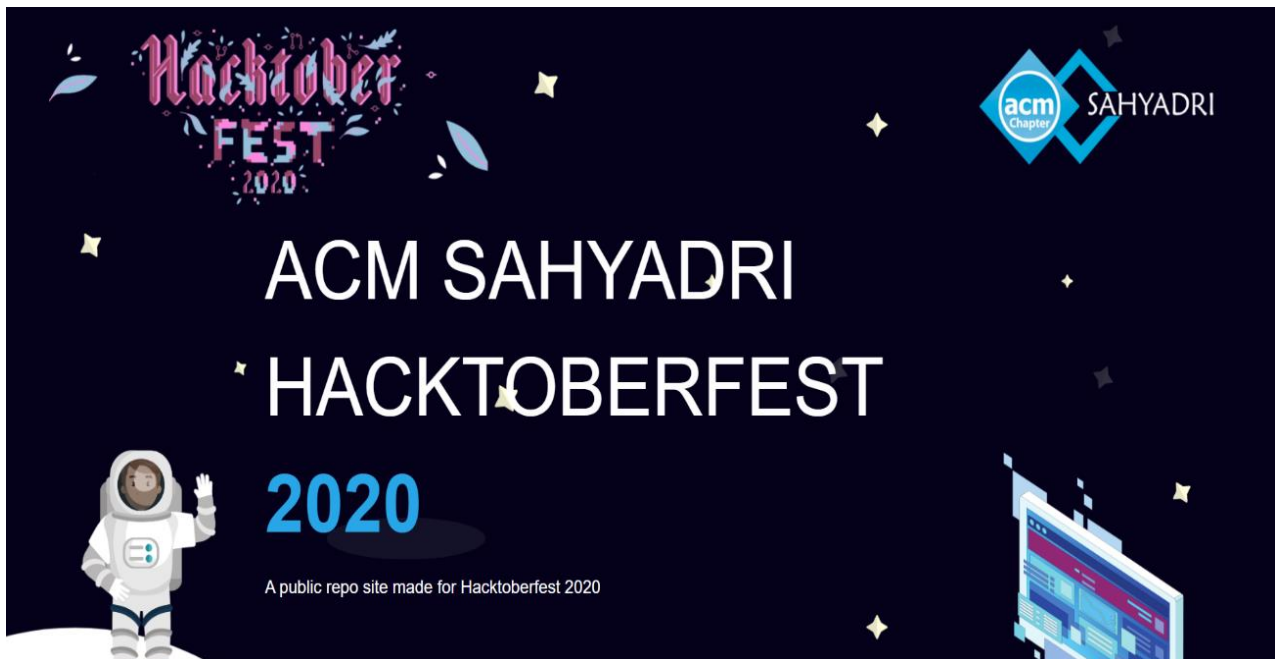 Hacktober
FEST
2020
acm
Chapter
SAHYADRI
ACM SAHYADRI
HACKTOBERFEST
2020
A public repo site made for Hacktoberfest 2020